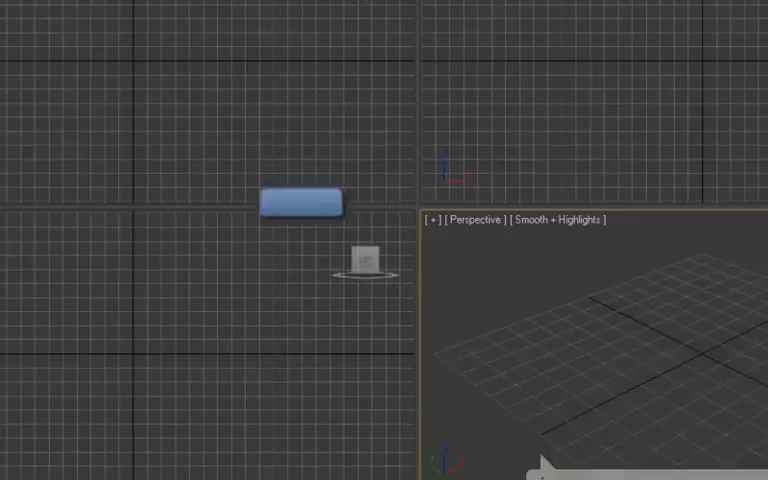 [ + ] [ Perspective ] [ Smooth + Highlights ]